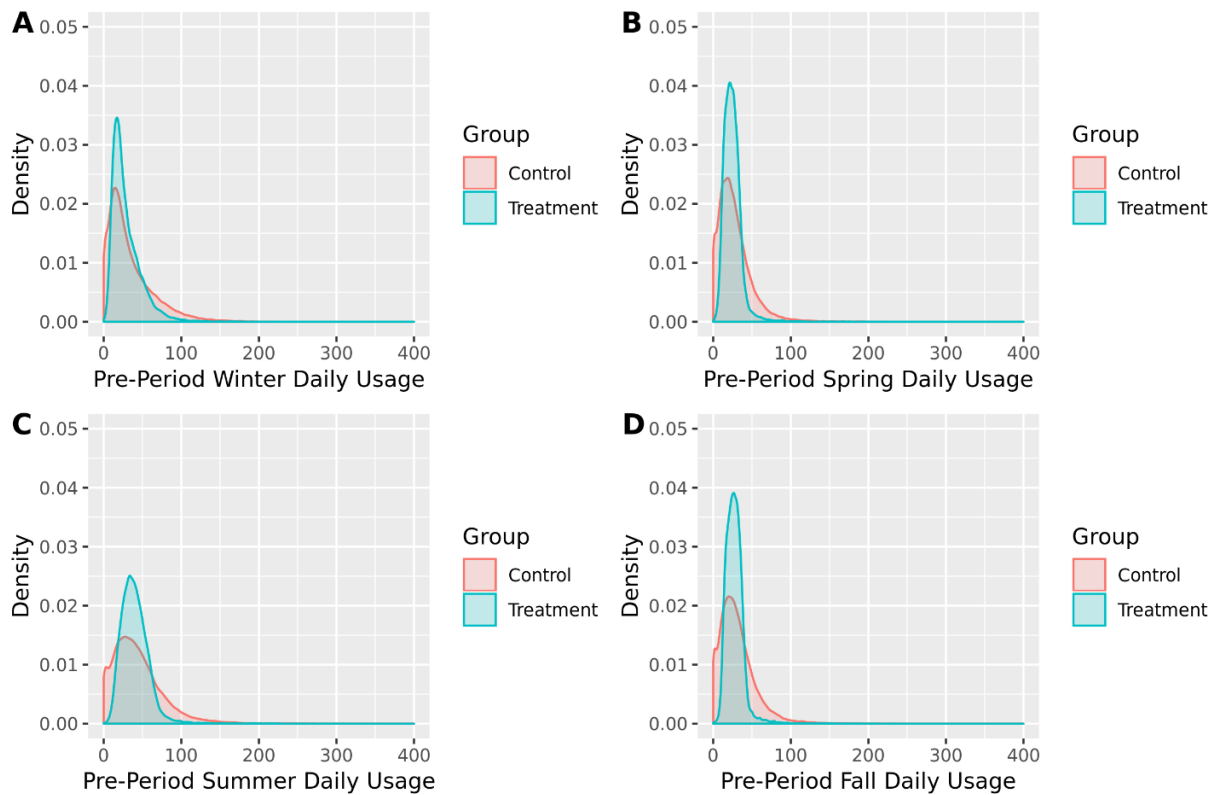 A
0.05
0.04
0.03
0.02
0.01
0.00
Density
0 100 200 300 400
Pre-Period Winter Daily Usage
Group
Control
Treatment
B
0.05
0.04
0.03
0.02
0.01
0.00
Density
0 100 200 300 400
Pre-Period Spring Daily Usage
Group
Control
Treatment
C
0.05
0.04
0.03
0.02
0.01
0.00
Density
0 100 200 300 400
Pre-Period Summer Daily Usage
Group
Control
Treatment
D
0.05
0.04
0.03
0.02
0.01
0.00
Density
0 100 200 300 400
Pre-Period Fall Daily Usage
Group
Control
Treatment